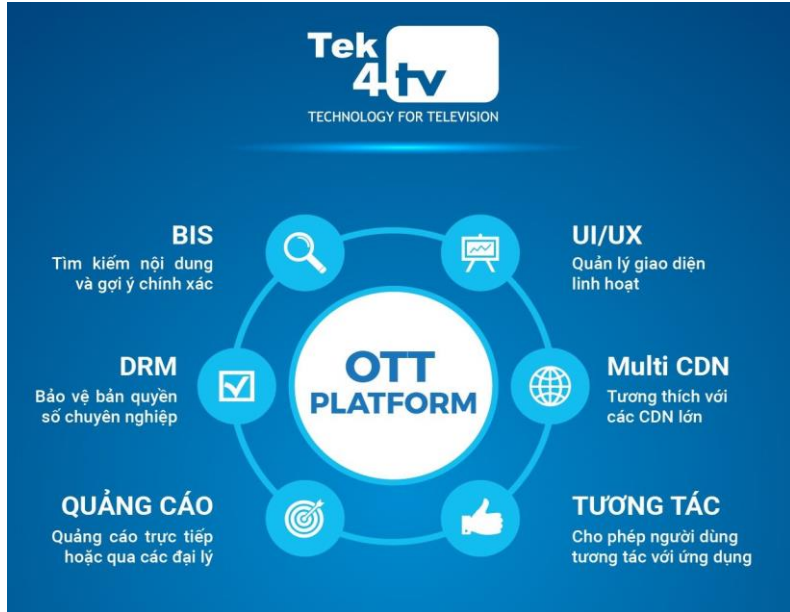 Tek
4tv
TECHNOLOGY FOR TELEVISION
BIS
Tìm kiếm nội dung
và gợi ý chính xác
UI/UX
Quản lý giao diện
linh hoạt
DRM
Bảo vệ bản quyền
số chuyên nghiệp
OTT
PLATFORM
Multi CDN
Tương thích với
các CDN lớn
QUẢNG CÁO
Quảng cáo trực tiếp
hoặc qua các đại lý
TƯƠNG TÁC
Cho phép người dùng
tương tác với ứng dụng